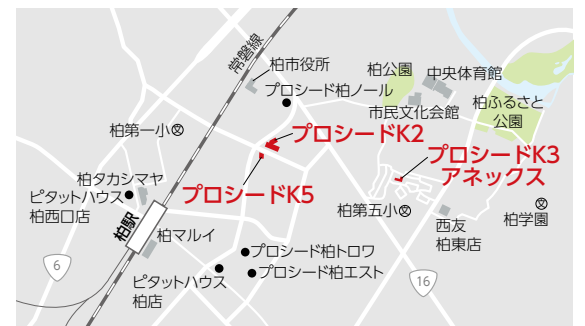 常磐線
柏市役所
プロシード柏ノール
柏公園
中央体育館
市民文化会館
柏ふるさと
公園
柏第一小
プロシードK2
プロシードK3
アネックス
プロシードK5
柏タカシマヤ
ピタットハウス
柏西口店
柏駅
柏マルイ
柏第五小
西友
柏東店
柏学園
プロシード柏トロワ
プロシード柏エスト
ピタットハウス
柏店
6
16